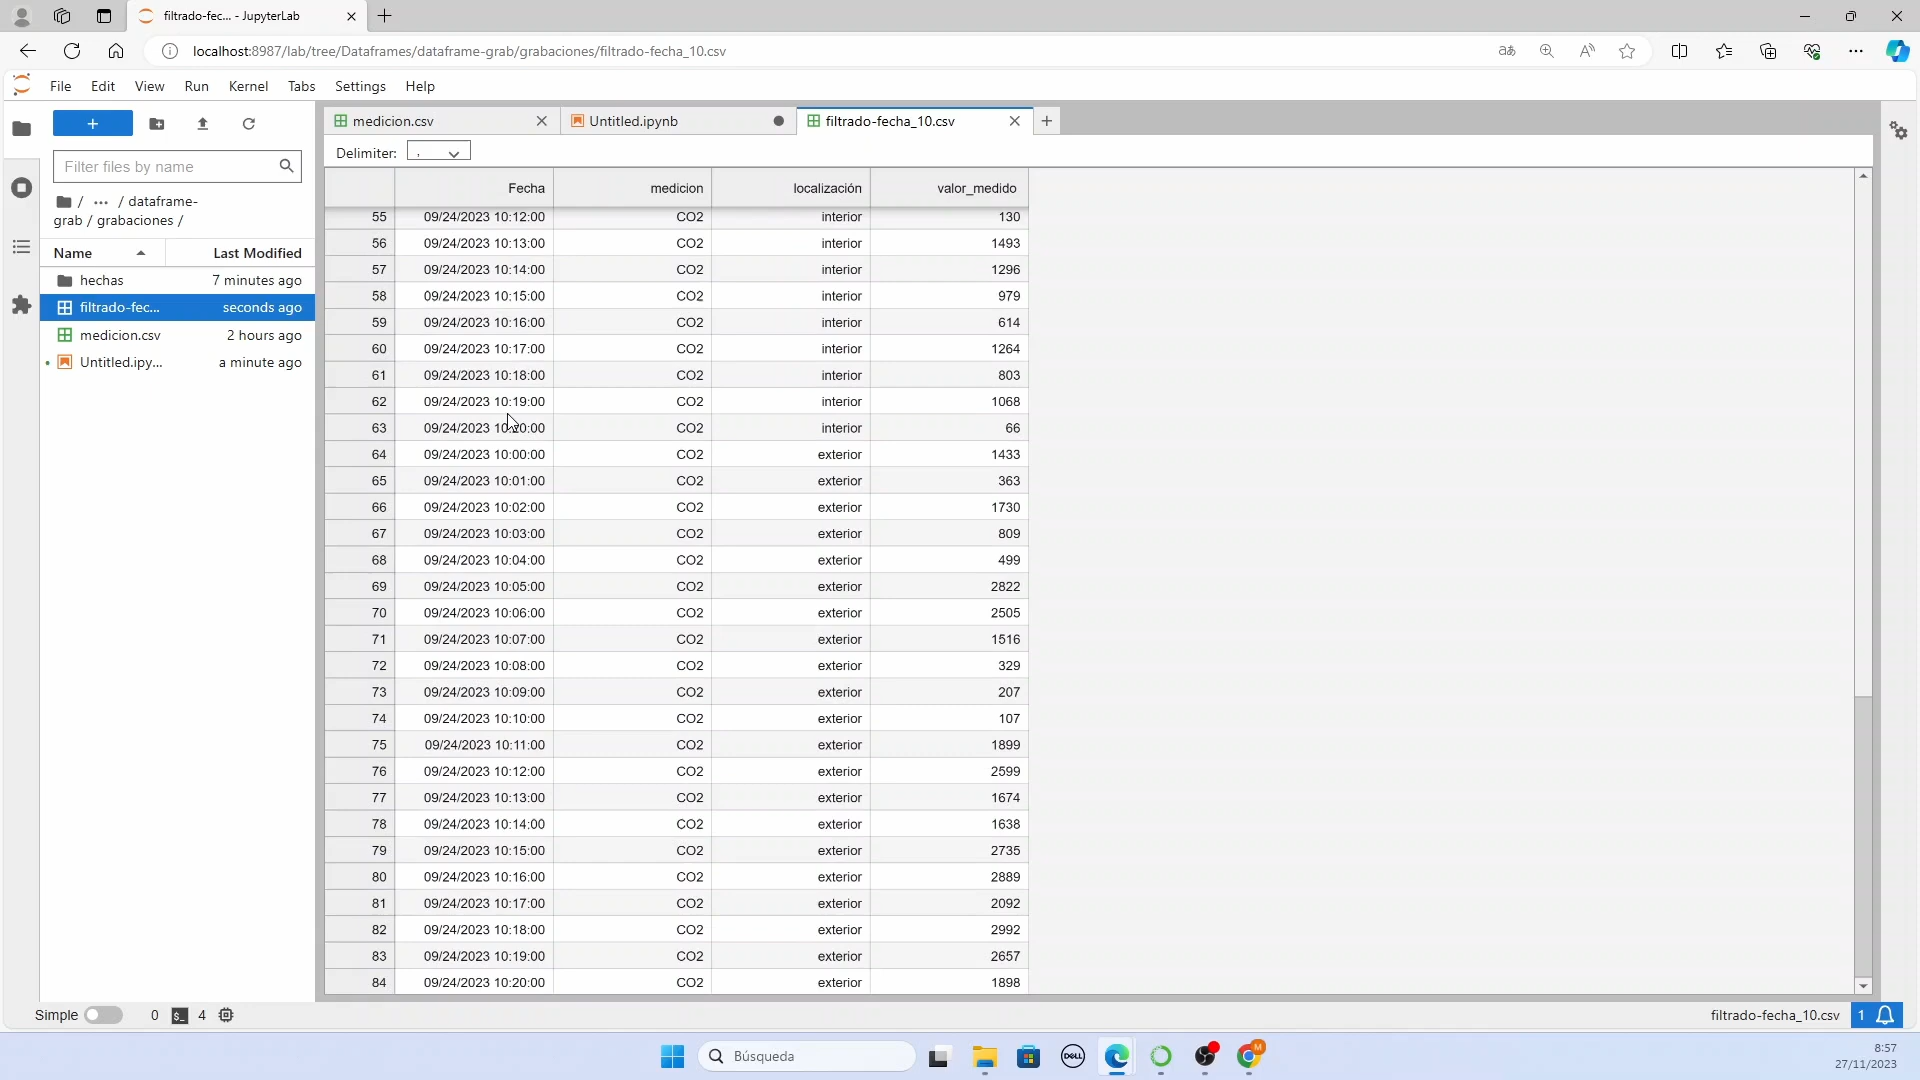 filtrado-fec... - JupyterLab
localhost:8987/lab/tree/Dataframes/dataframe-grab/grabaciones/filtrado-fecha_10.csv
File Edit View Run Kernel Tabs Settings Help
Filter files by name
/ ... / dataframe-
grab / grabaciones /
Name Last Modified
hechas 7 minutes ago
filtrado-fec... seconds ago
medicion.csv 2 hours ago
Untitled.ipy... a minute ago
medicion.csv Untitled.ipynb filtrado-fecha_10.csv
Delimiter: ,
Fecha medicion localización valor_medido
55 09/24/2023 10:12:00 CO2 interior 130
56 09/24/2023 10:13:00 CO2 interior 1493
57 09/24/2023 10:14:00 CO2 interior 1296
58 09/24/2023 10:15:00 CO2 interior 979
59 09/24/2023 10:16:00 CO2 interior 614
60 09/24/2023 10:17:00 CO2 interior 1264
61 09/24/2023 10:18:00 CO2 interior 803
62 09/24/2023 10:19:00 CO2 interior 1068
63 09/24/2023 10:20:00 CO2 interior 66
64 09/24/2023 10:00:00 CO2 exterior 1433
65 09/24/2023 10:01:00 CO2 exterior 363
66 09/24/2023 10:02:00 CO2 exterior 1730
67 09/24/2023 10:03:00 CO2 exterior 809
68 09/24/2023 10:04:00 CO2 exterior 499
69 09/24/2023 10:05:00 CO2 exterior 2822
70 09/24/2023 10:06:00 CO2 exterior 2505
71 09/24/2023 10:07:00 CO2 exterior 1516
72 09/24/2023 10:08:00 CO2 exterior 329
73 09/24/2023 10:09:00 CO2 exterior 207
74 09/24/2023 10:10:00 CO2 exterior 107
75 09/24/2023 10:11:00 CO2 exterior 1899
76 09/24/2023 10:12:00 CO2 exterior 2599
77 09/24/2023 10:13:00 CO2 exterior 1674
78 09/24/2023 10:14:00 CO2 exterior 1638
79 09/24/2023 10:15:00 CO2 exterior 2735
80 09/24/2023 10:16:00 CO2 exterior 2889
81 09/24/2023 10:17:00 CO2 exterior 2092
82 09/24/2023 10:18:00 CO2 exterior 2992
83 09/24/2023 10:19:00 CO2 exterior 2657
84 09/24/2023 10:20:00 CO2 exterior 1898
Simple 0 $_ 4 filtrado-fecha_10.csv 1
Búsqueda
DELL
M
8:57
27/11/2023